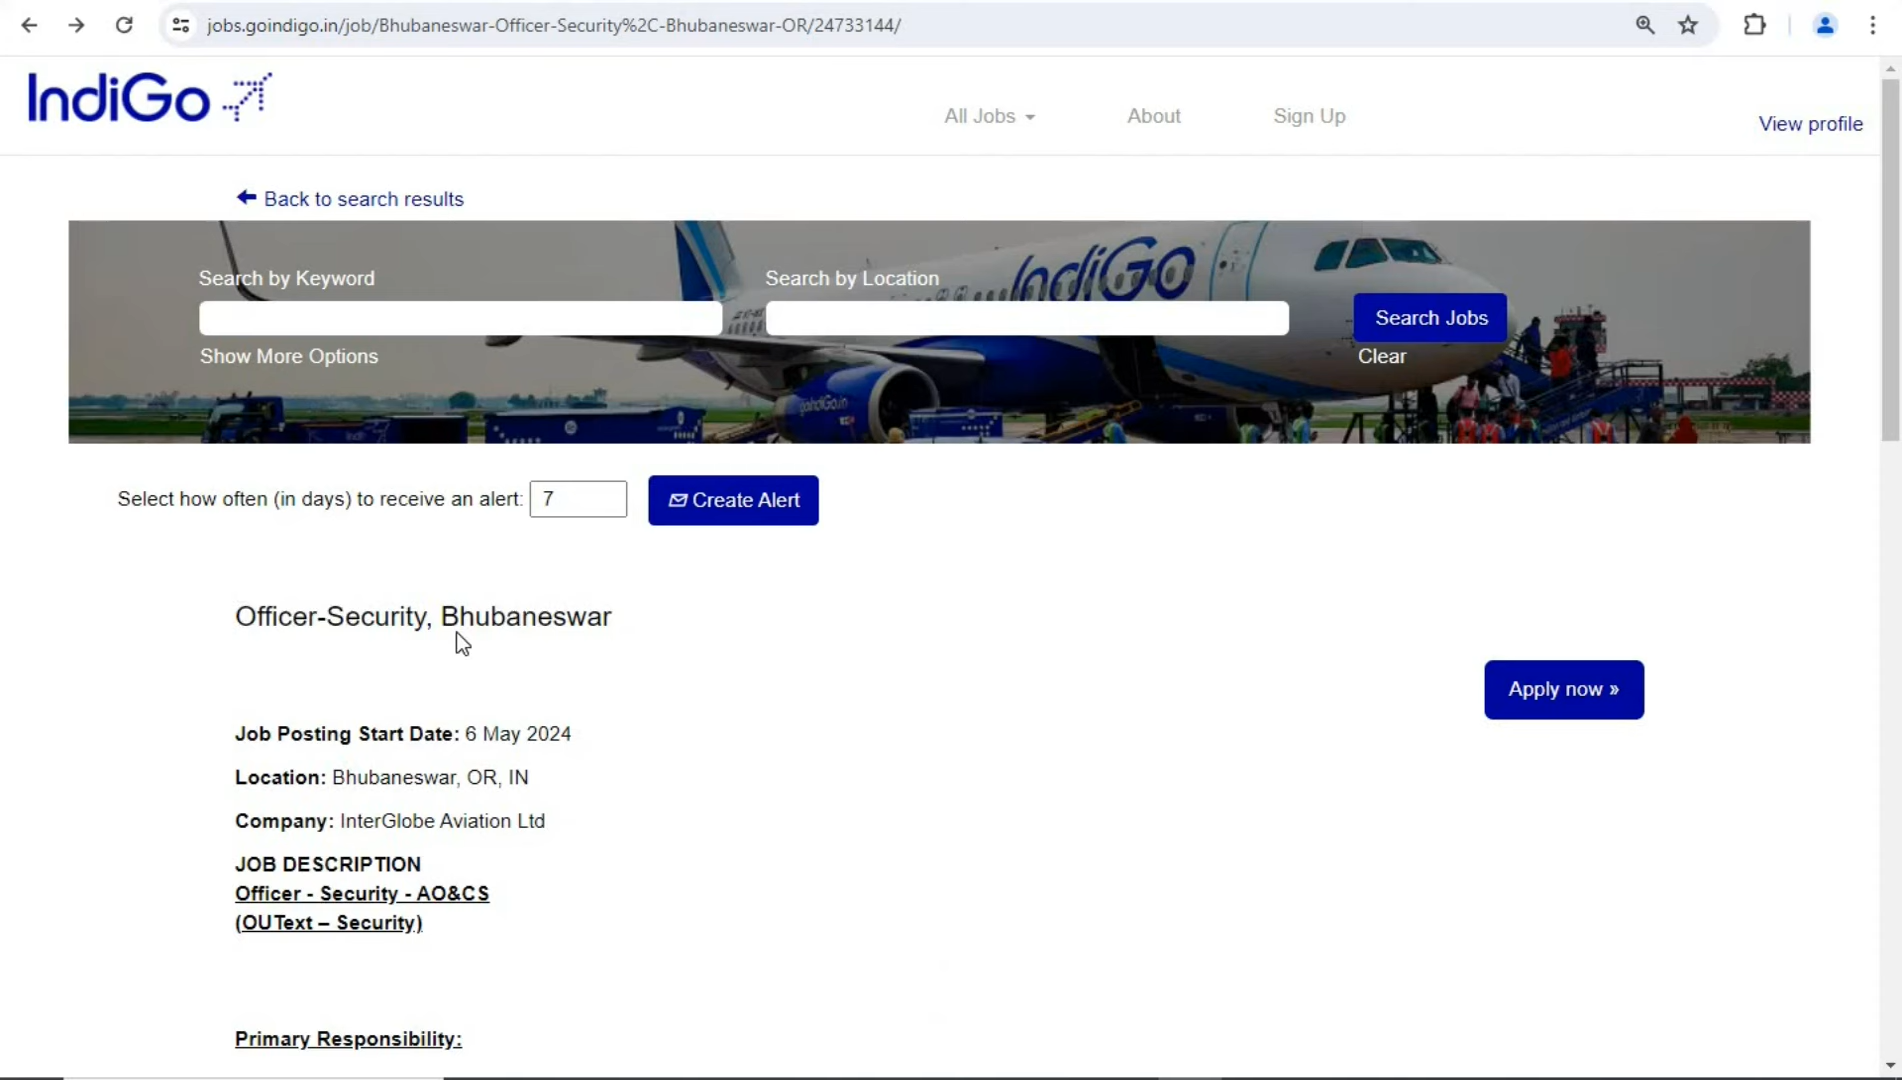 jobs.goindigo.in/job/Bhubaneswar-Officer-Security%2C-Bhubaneswar-OR/24733144/
IndiGo
All Jobs
About
Sign Up
View profile
Back to search results
IndiGo
Search by Keyword
Search by Location
Search Jobs
Show More Options
Clear
goIndiGo.in
Select how often (in days) to receive an alert: 7
Create Alert
Officer-Security, Bhubaneswar
Apply now »
Job Posting Start Date: 6 May 2024
Location: Bhubaneswar, OR, IN
Company: InterGlobe Aviation Ltd
JOB DESCRIPTION
Officer - Security - AO&CS
(OUText – Security)
Primary Responsibility: